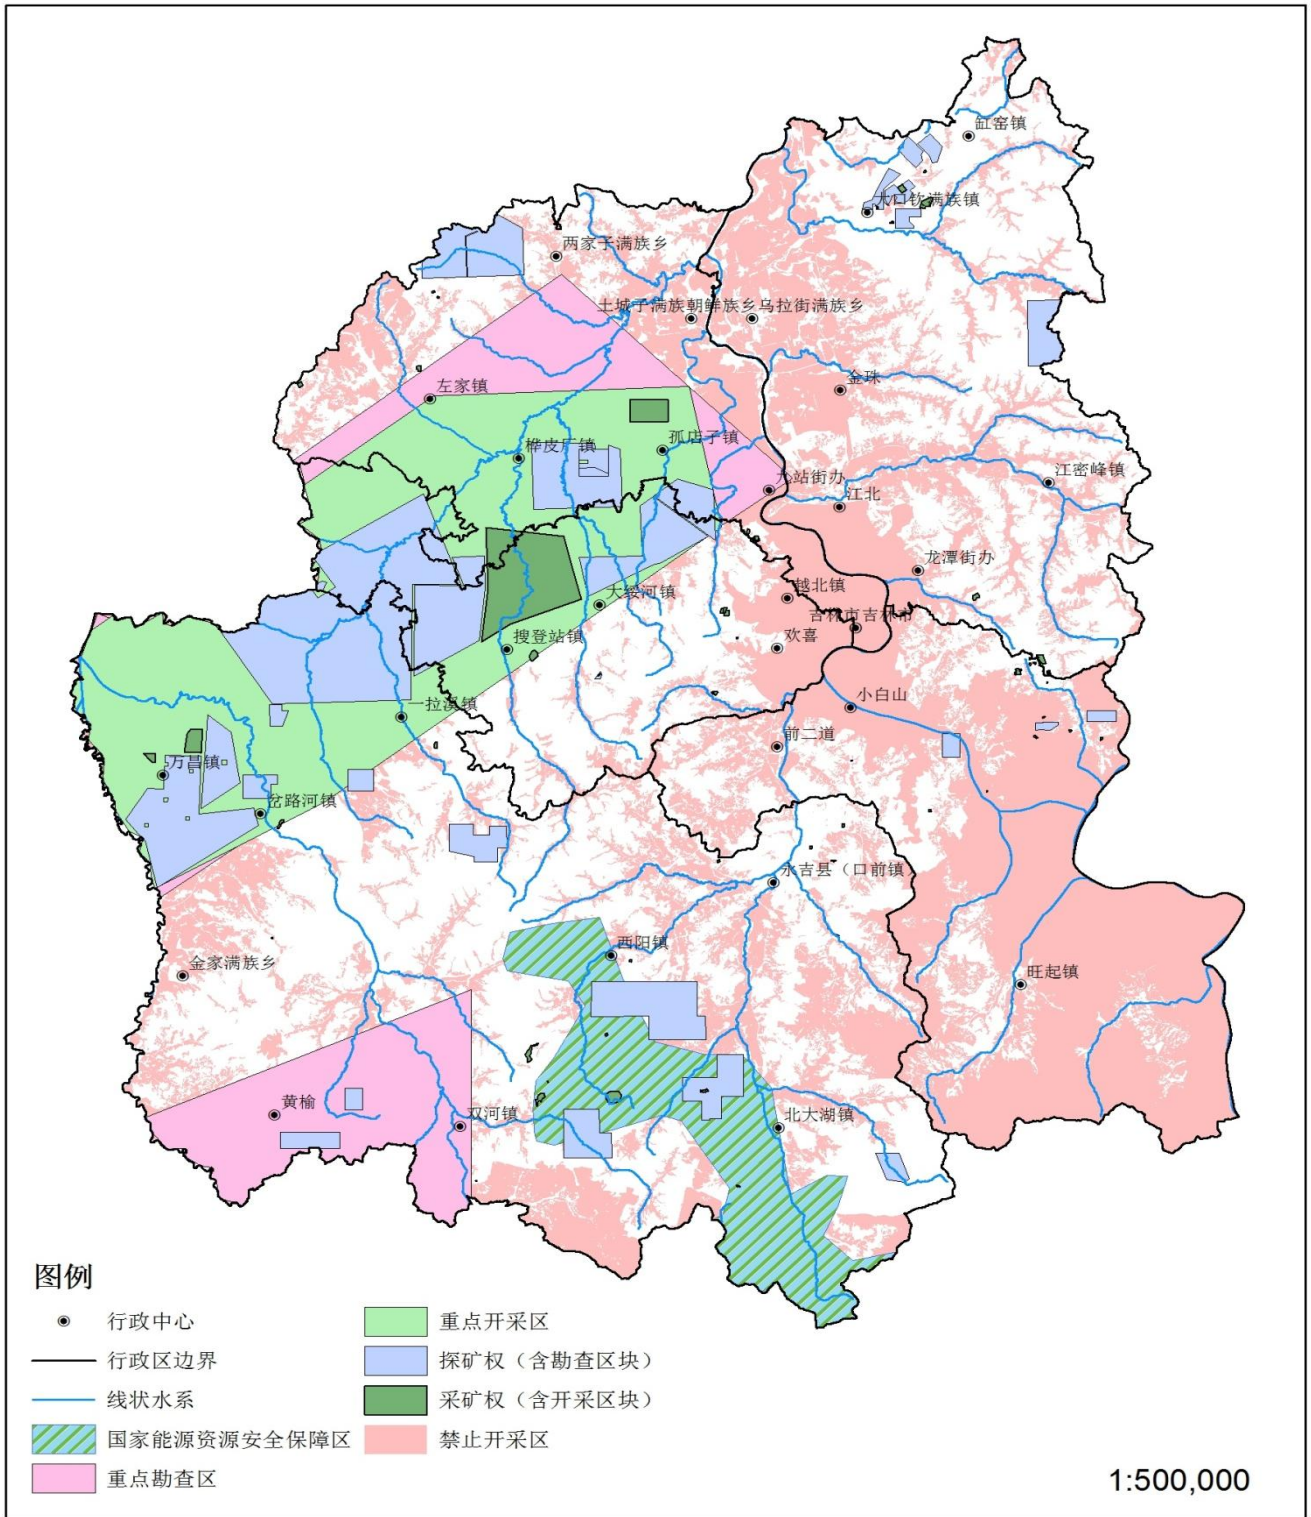 缸窑镇
大口钦满族镇
两家子满族乡
土城子满族朝鲜族乡
乌拉街满族乡
金珠
左家镇
桦皮厂镇
孤店子镇
九站街办
江北
江密峰镇
龙潭街办
越北镇
大绥河镇
吉林市吉林市
搜登站镇
欢喜
小白山
一拉溪镇
前二道
万昌镇
岔路河镇
永吉县（口前镇
西阳镇
金家满族乡
旺起镇
黄榆
双河镇
北大湖镇
图例
行政中心
行政区边界
线状水系
国家能源资源安全保障区
重点勘查区
重点开采区
探矿权（含勘查区块）
采矿权（含开采区块）
禁止开采区
1:500,000